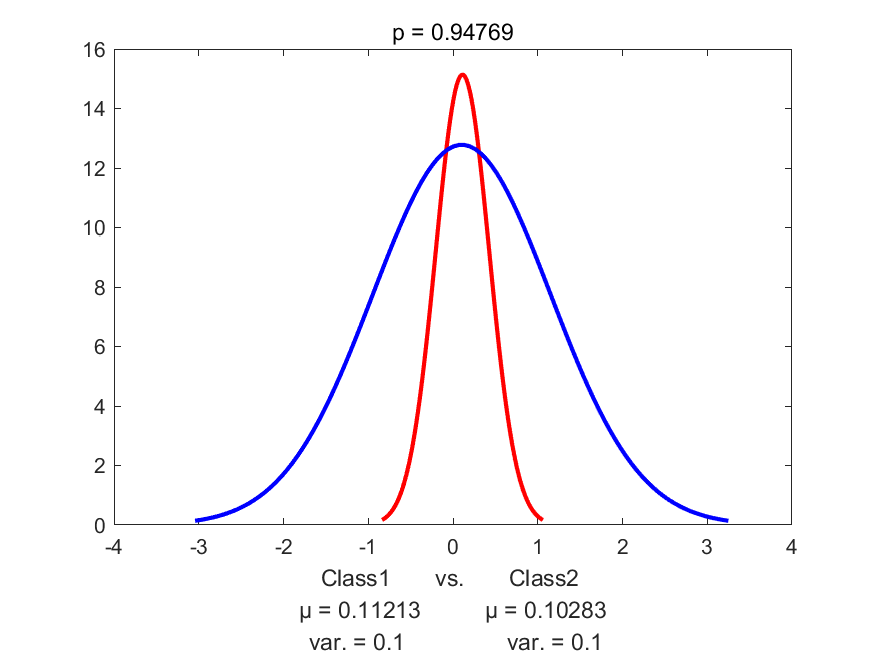 p = 0.94769
16
14
12
10
8
6
4
2
0
-4 -3 -2 -1 0 1 2 3 4
Class1 vs. Class2
μ = 0.11213 μ = 0.10283
var. = 0.1 var. = 0.1